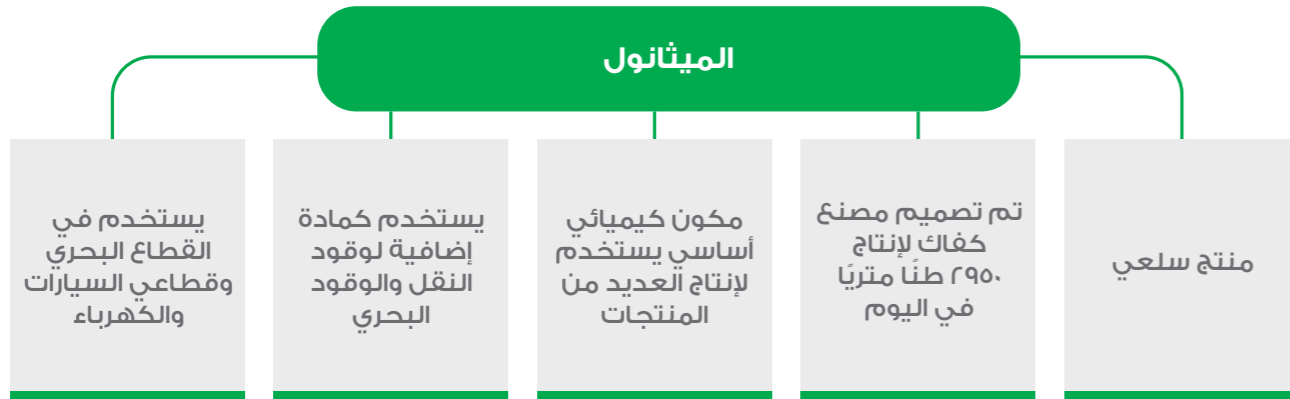 الميثانول
منتج سلعي
تم تصميم مصنع
كفاك لإنتاج
٢٩٥٠ طنًا متريًا
في اليوم
مكون كيميائي
أساسي يستخدم
لإنتاج العديد من
المنتجات
يستخدم كمادة
إضافية لوقود
النقل والوقود
البحري
يستخدم في
القطاع البحري
وقطاعي السيارات
والكهرباء